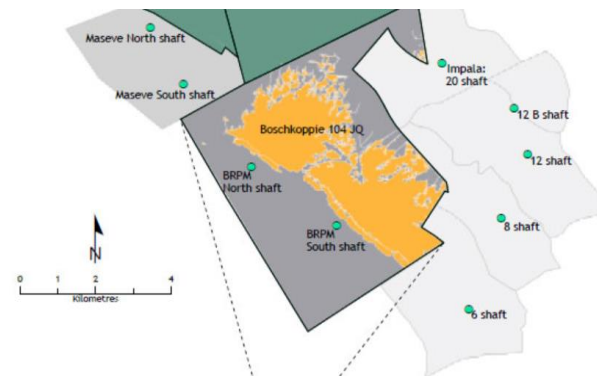 Maseve North shaft
Maseve South shaft
Impala:
20 shaft
12 B shaft
Boschkoppie 104 JQ
12 shaft
BRPM
North shaft
8 shaft
BRPM
South shaft
N
0 1 2 4
Kilometres
6 shaft